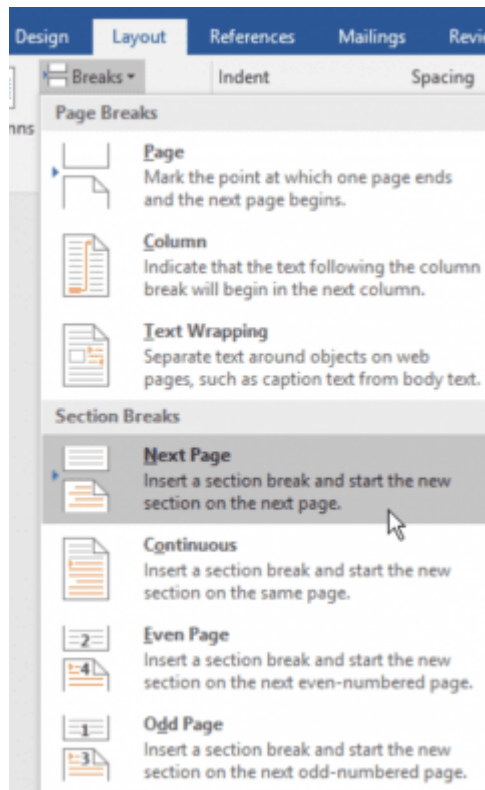 Design Layout References Mailings Revie
Breaks Indent Spacing
nns
Page Breaks
Page
Mark the point at which one page ends
and the next page begins.
Column
Indicate that the text following the column
break will begin in the next column.
Text Wrapping
Separate text around objects on web
pages, such as caption text from body text.
Section Breaks
Next Page
Insert a section break and start the new
section on the next page.
Continuous
Insert a section break and start the new
section on the same page.
2
Even Page
4
Insert a section break and start the new
section on the next even-numbered page.
1
Odd Page
3
Insert a section break and start the new
section on the next odd-numbered page.